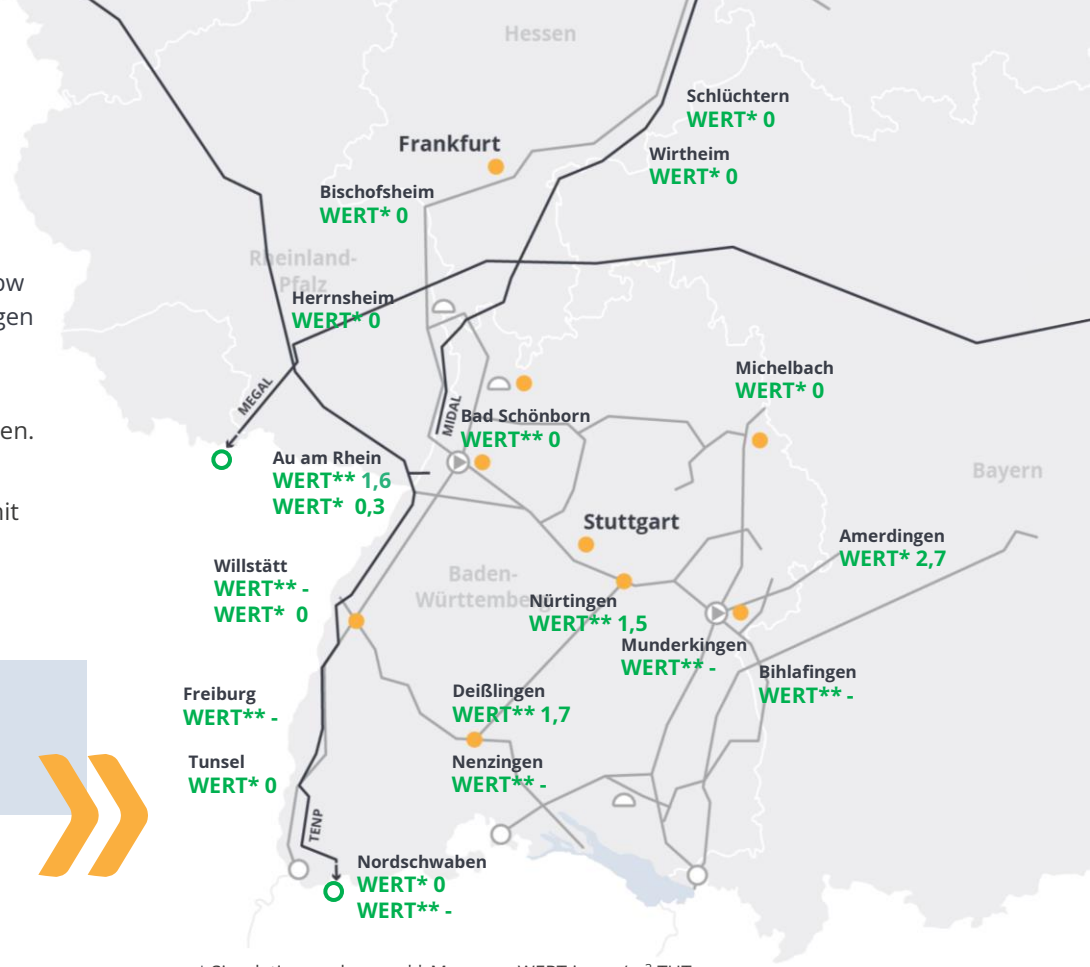 Hessen
Schlüchtern
WERT* 0
Frankfurt
Wirtheim
WERT* 0
Bischofsheim
WERT* 0
Rheinland-
Pfalz
ow
gen
Herrnsheim
WERT* 0
MEGAL
MIDAL
Michelbach
WERT* 0
Bad Schönborn
WERT** 0
en.
Au am Rhein
WERT** 1,6
WERT* 0,3
Bayern
nit
Stuttgart
Amerdingen
WERT* 2,7
Willstätt
WERT** -
WERT* 0
Baden-
Württemberg
Nürtingen
WERT** 1,5
Munderkingen
WERT** -
Bihlafingen
WERT** -
Freiburg
WERT** -
Deißlingen
WERT** 1,7
Tunsel
WERT* 0
Nenzingen
WERT** -
TENP
Nordschwaben
WERT* 0
WERT** -